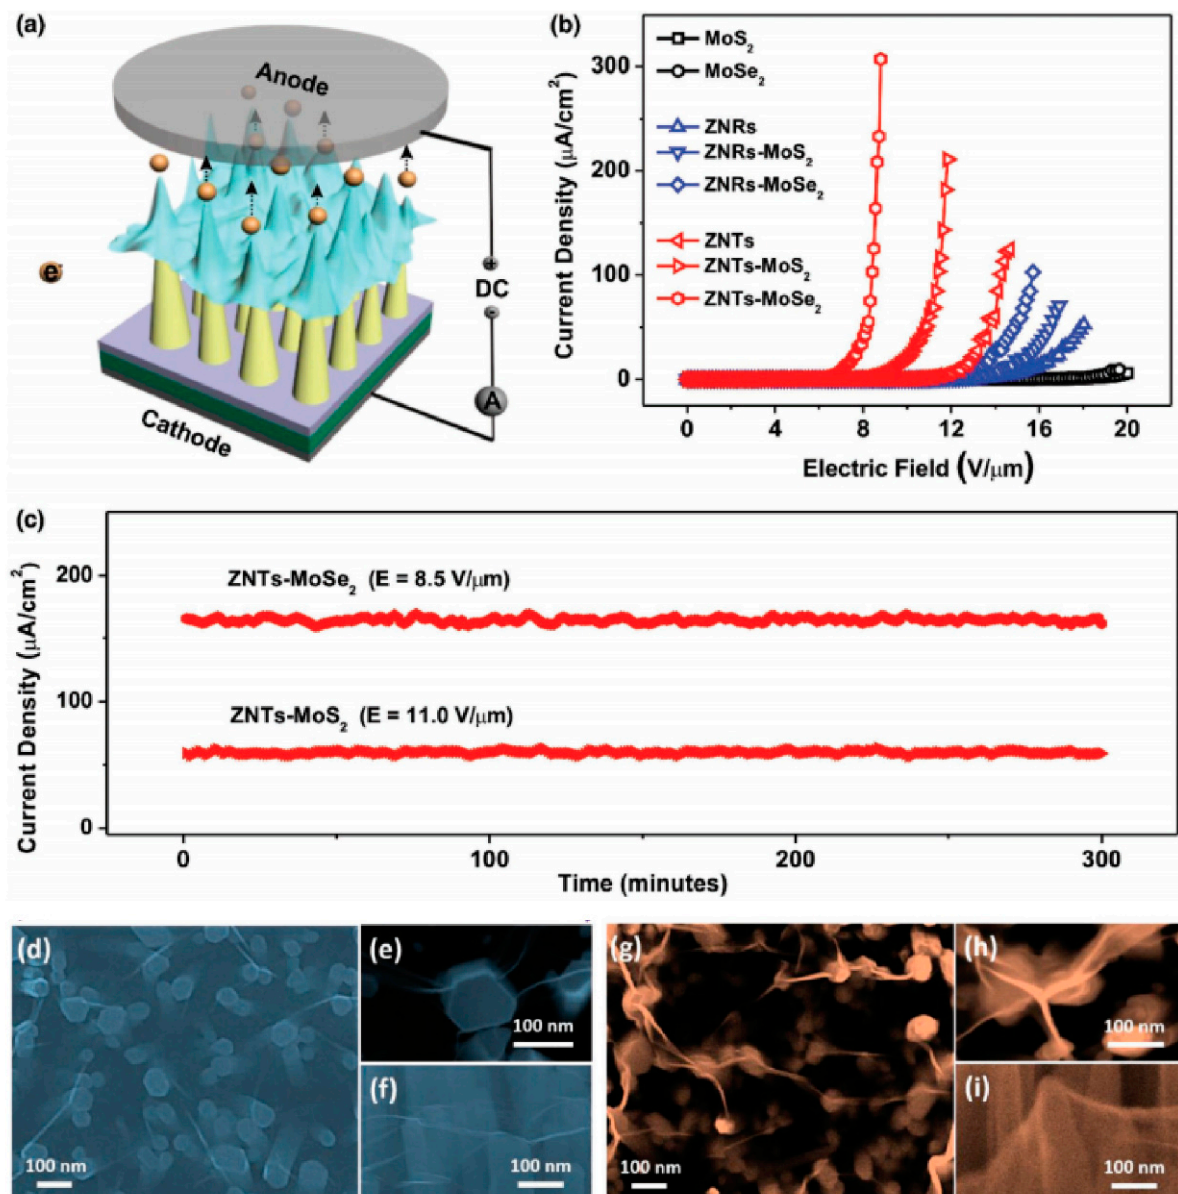 (a)
Anode
e⁻
DC
A
Cathode
(b)
MoS₂
MoSe₂
ZNRs
ZNRs-MoS₂
ZNRs-MoSe₂
ZNTs
ZNTs-MoS₂
ZNTs-MoSe₂
Current Density (μA/cm²)
300
200
100
0
0 4 8 12 16 20
Electric Field (V/μm)
(c)
Current Density (μA/cm²)
200
100
0
ZNTs-MoSe₂ (E = 8.5 V/μm)
ZNTs-MoS₂ (E = 11.0 V/μm)
0 100 200 300
Time (minutes)
(d)
100 nm
(e)
100 nm
(f)
100 nm
(g)
100 nm
(h)
100 nm
(i)
100 nm